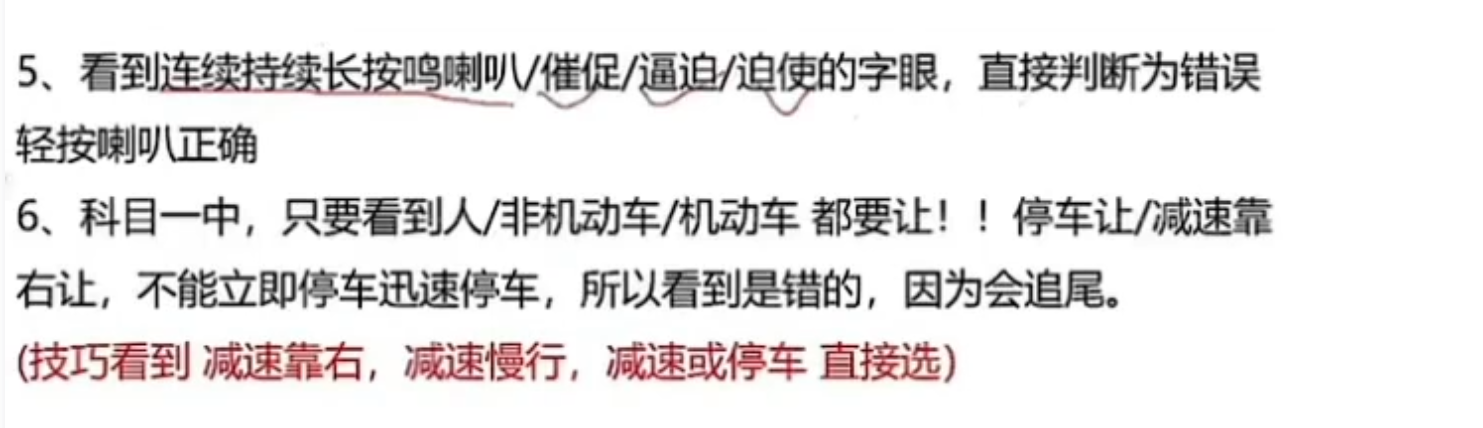 5、看到连续持续长按鸣喇叭/催促/逼迫/迫使的字眼，直接判断为错误
轻按喇叭正确
6、科目一中，只要看到人/非机动车/机动车 都要让！！停车让/减速靠
右让，不能立即停车迅速停车，所以看到是错的，因为会追尾。
(技巧看到 减速靠右，减速慢行，减速或停车 直接选)